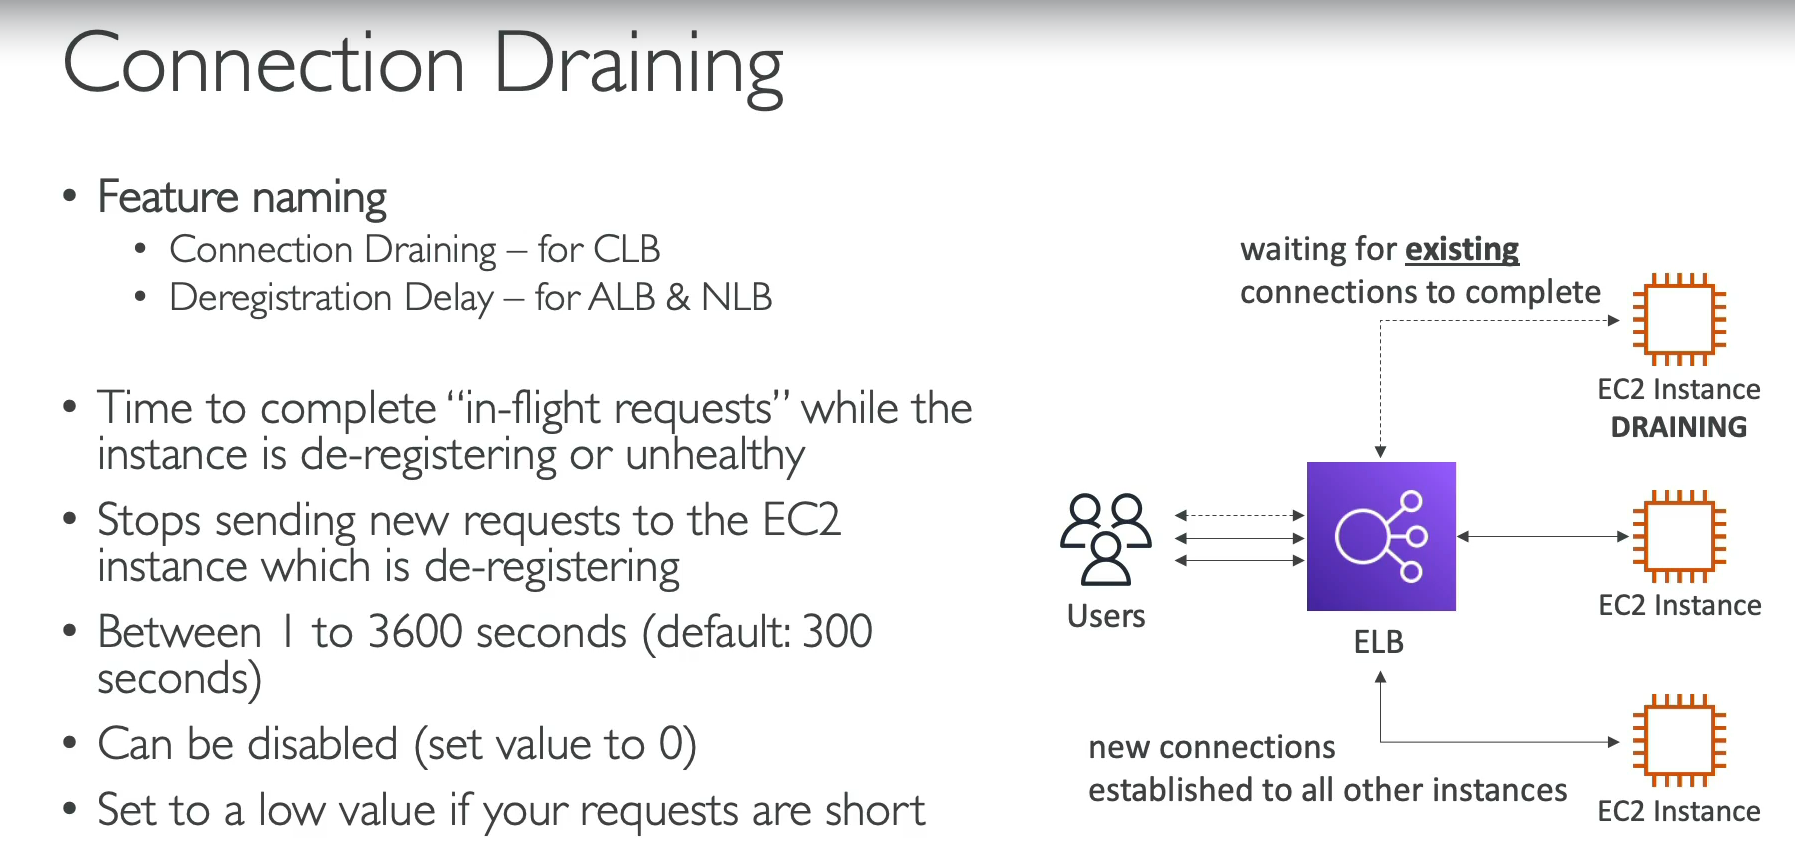 Connection Draining
• Feature naming
• Connection Draining – for CLB
• Deregistration Delay – for ALB & NLB
• Time to complete “in-flight requests” while the
instance is de-registering or unhealthy
• Stops sending new requests to the EC2
instance which is de-registering
• Between 1 to 3600 seconds (default: 300
seconds)
• Can be disabled (set value to 0)
• Set to a low value if your requests are short
waiting for existing
connections to complete
EC2 Instance
DRAINING
Users
ELB
EC2 Instance
new connections
established to all other instances
EC2 Instance